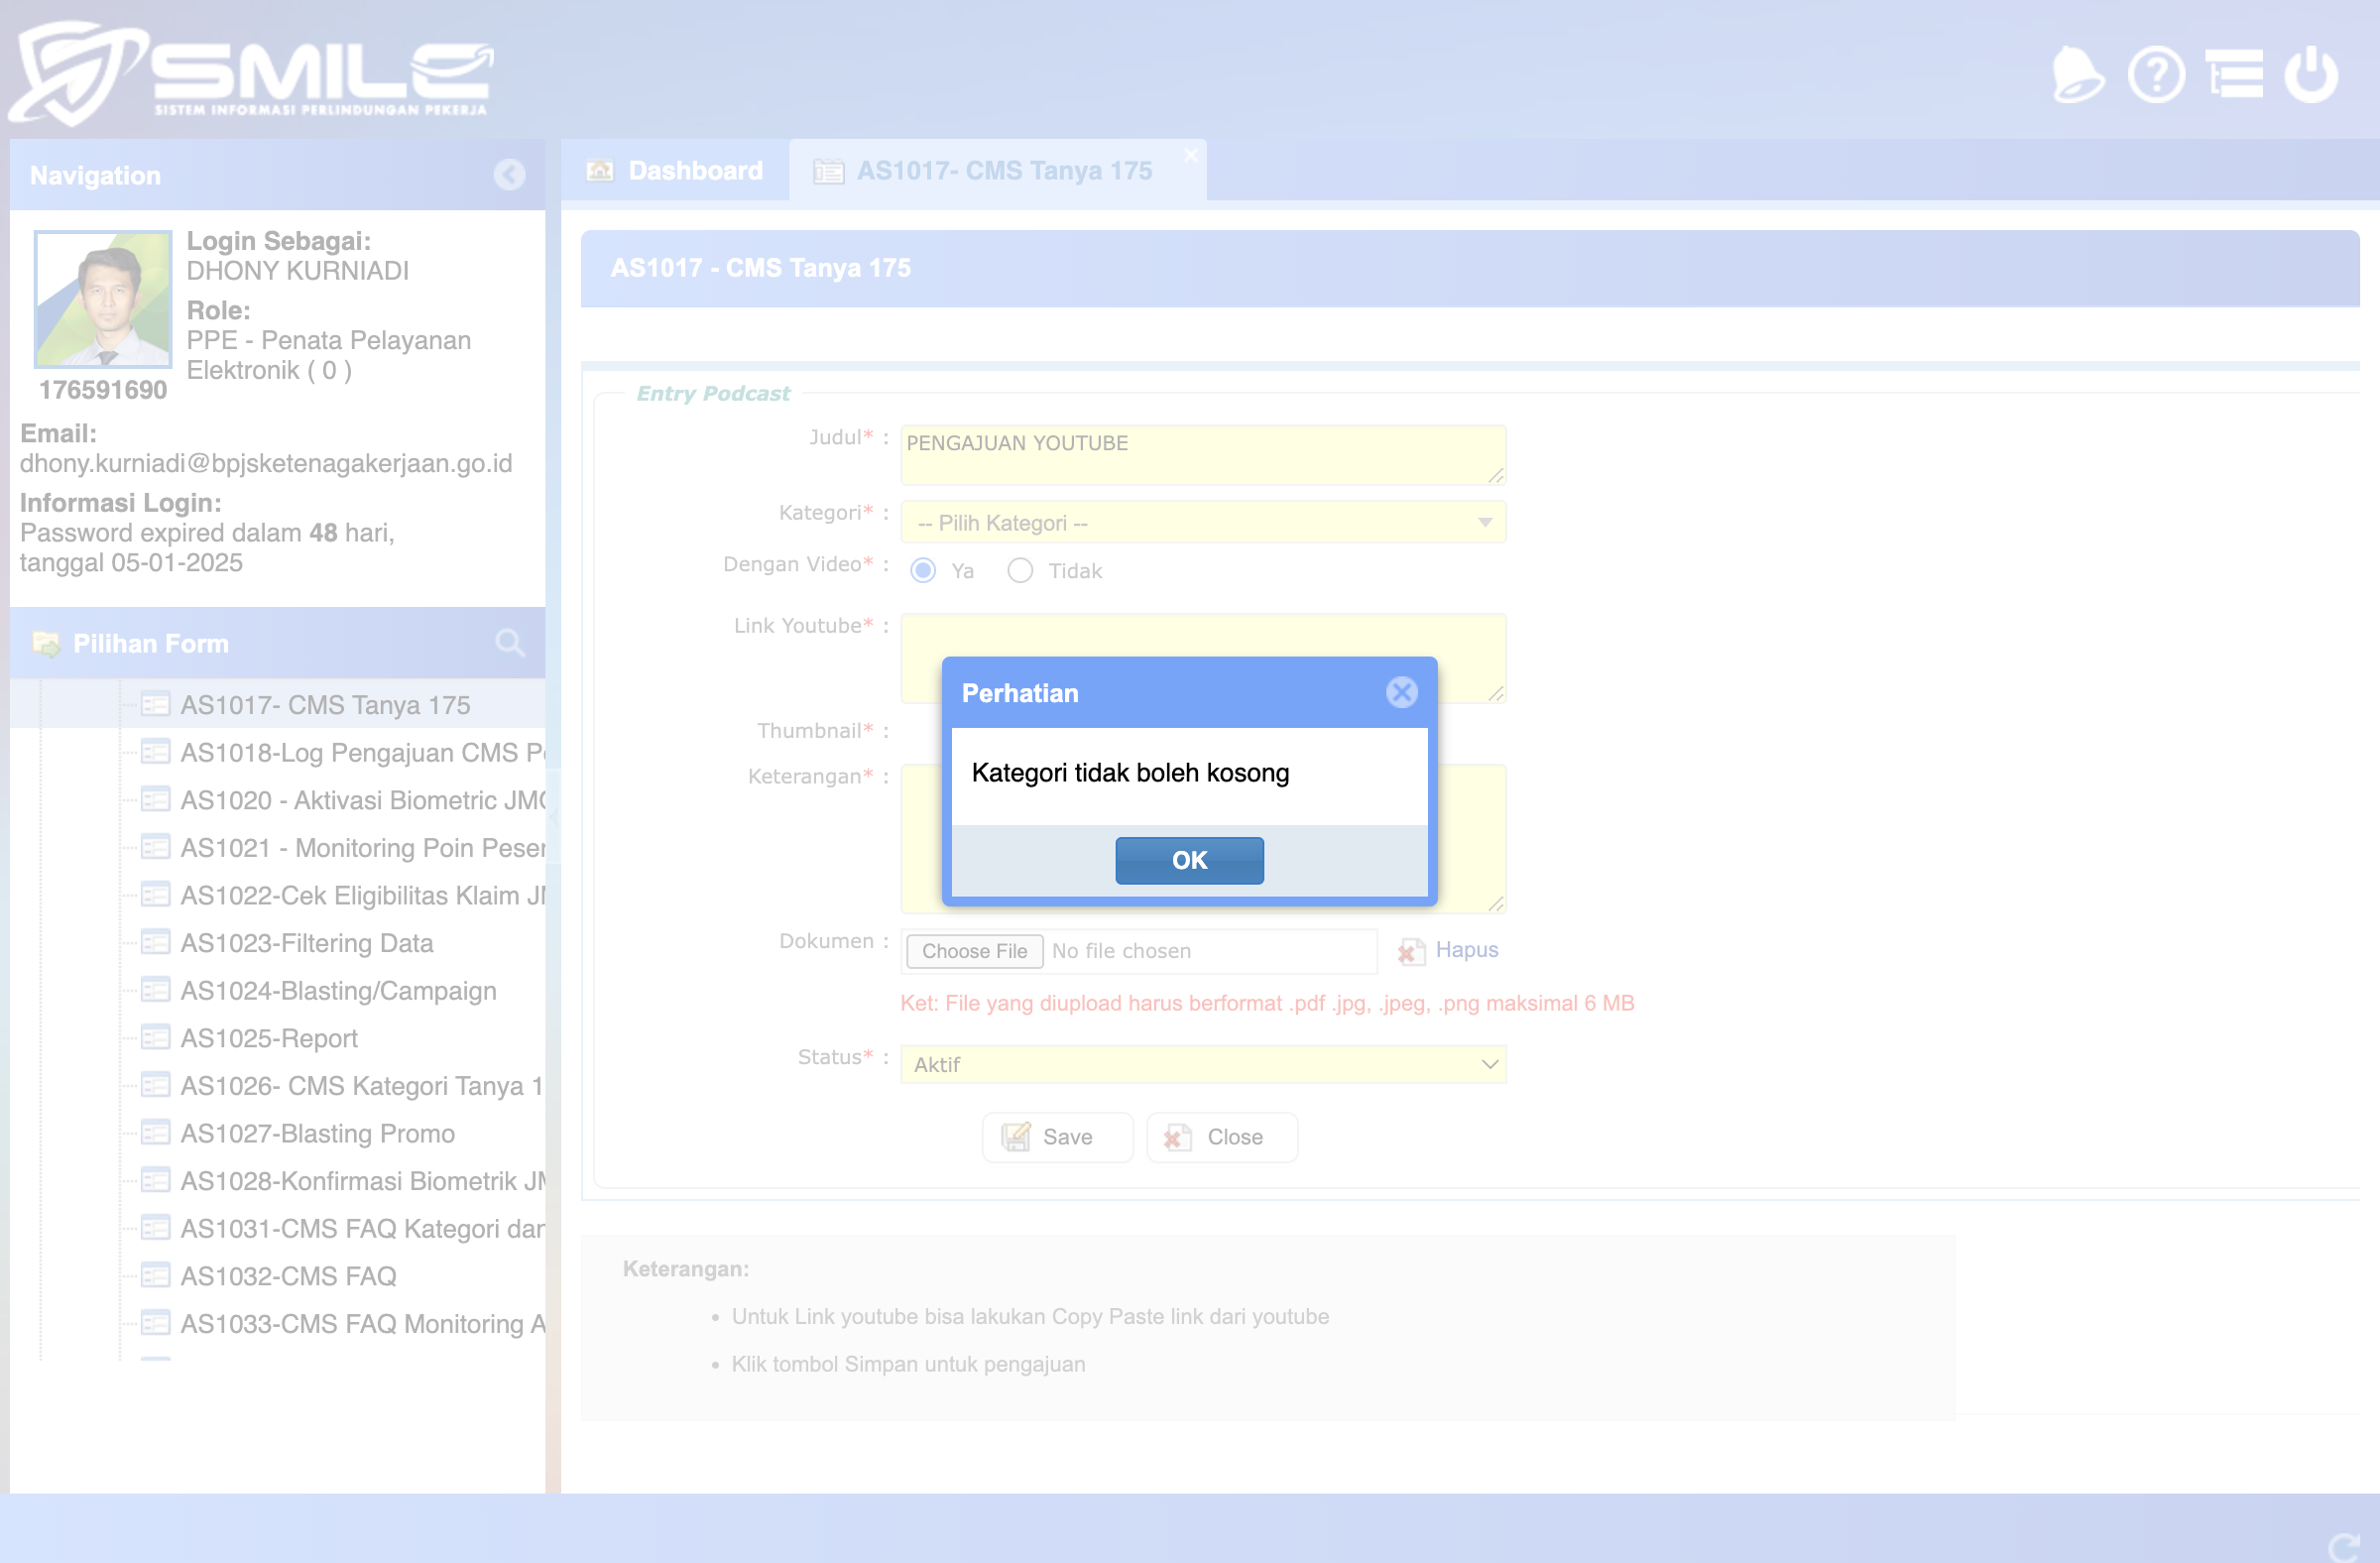 SMILE
SISTEM INFORMASI PERLINDUNGAN PEKERJA
Navigation
Login Sebagai:
DHONY KURNIADI
Role:
PPE - Penata Pelayanan
Elektronik ( 0 )
176591690
Email:
dhony.kurniadi@bpjsketenagakerjaan.go.id
Informasi Login:
Password expired dalam 48 hari,
tanggal 05-01-2025
Pilihan Form
AS1017- CMS Tanya 175
AS1018-Log Pengajuan CMS
AS1020 - Aktivasi Biometric
AS1021 - Monitoring Poin
AS1022-Cek Eligibilitas Klaim
AS1023-Filtering Data
AS1024-Blasting/Campaign
AS1025-Report
AS1026- CMS Kategori Tanya 1
AS1027-Blasting Promo
AS1028-Konfirmasi Biometrik
AS1031-CMS FAQ Kategori
AS1032-CMS FAQ
AS1033-CMS FAQ Monitoring A
Dashboard
AS1017- CMS Tanya 175
AS1017 - CMS Tanya 175
Entry Podcast
Judul* :
PENGAJUAN YOUTUBE
Kategori* :
-- Pilih Kategori --
Dengan Video* :
Ya
Tidak
Link Youtube* :
Thumbnail* :
Keterangan* :
Perhatian
Kategori tidak boleh kosong
OK
Dokumen :
Choose File No file chosen
Hapus
Ket: File yang diupload harus berformat .pdf .jpg, .jpeg, .png maksimal 6 MB
Status* :
Aktif
Save
Close
Keterangan:
• Untuk Link youtube bisa lakukan Copy Paste link dari youtube
• Klik tombol Simpan untuk pengajuan